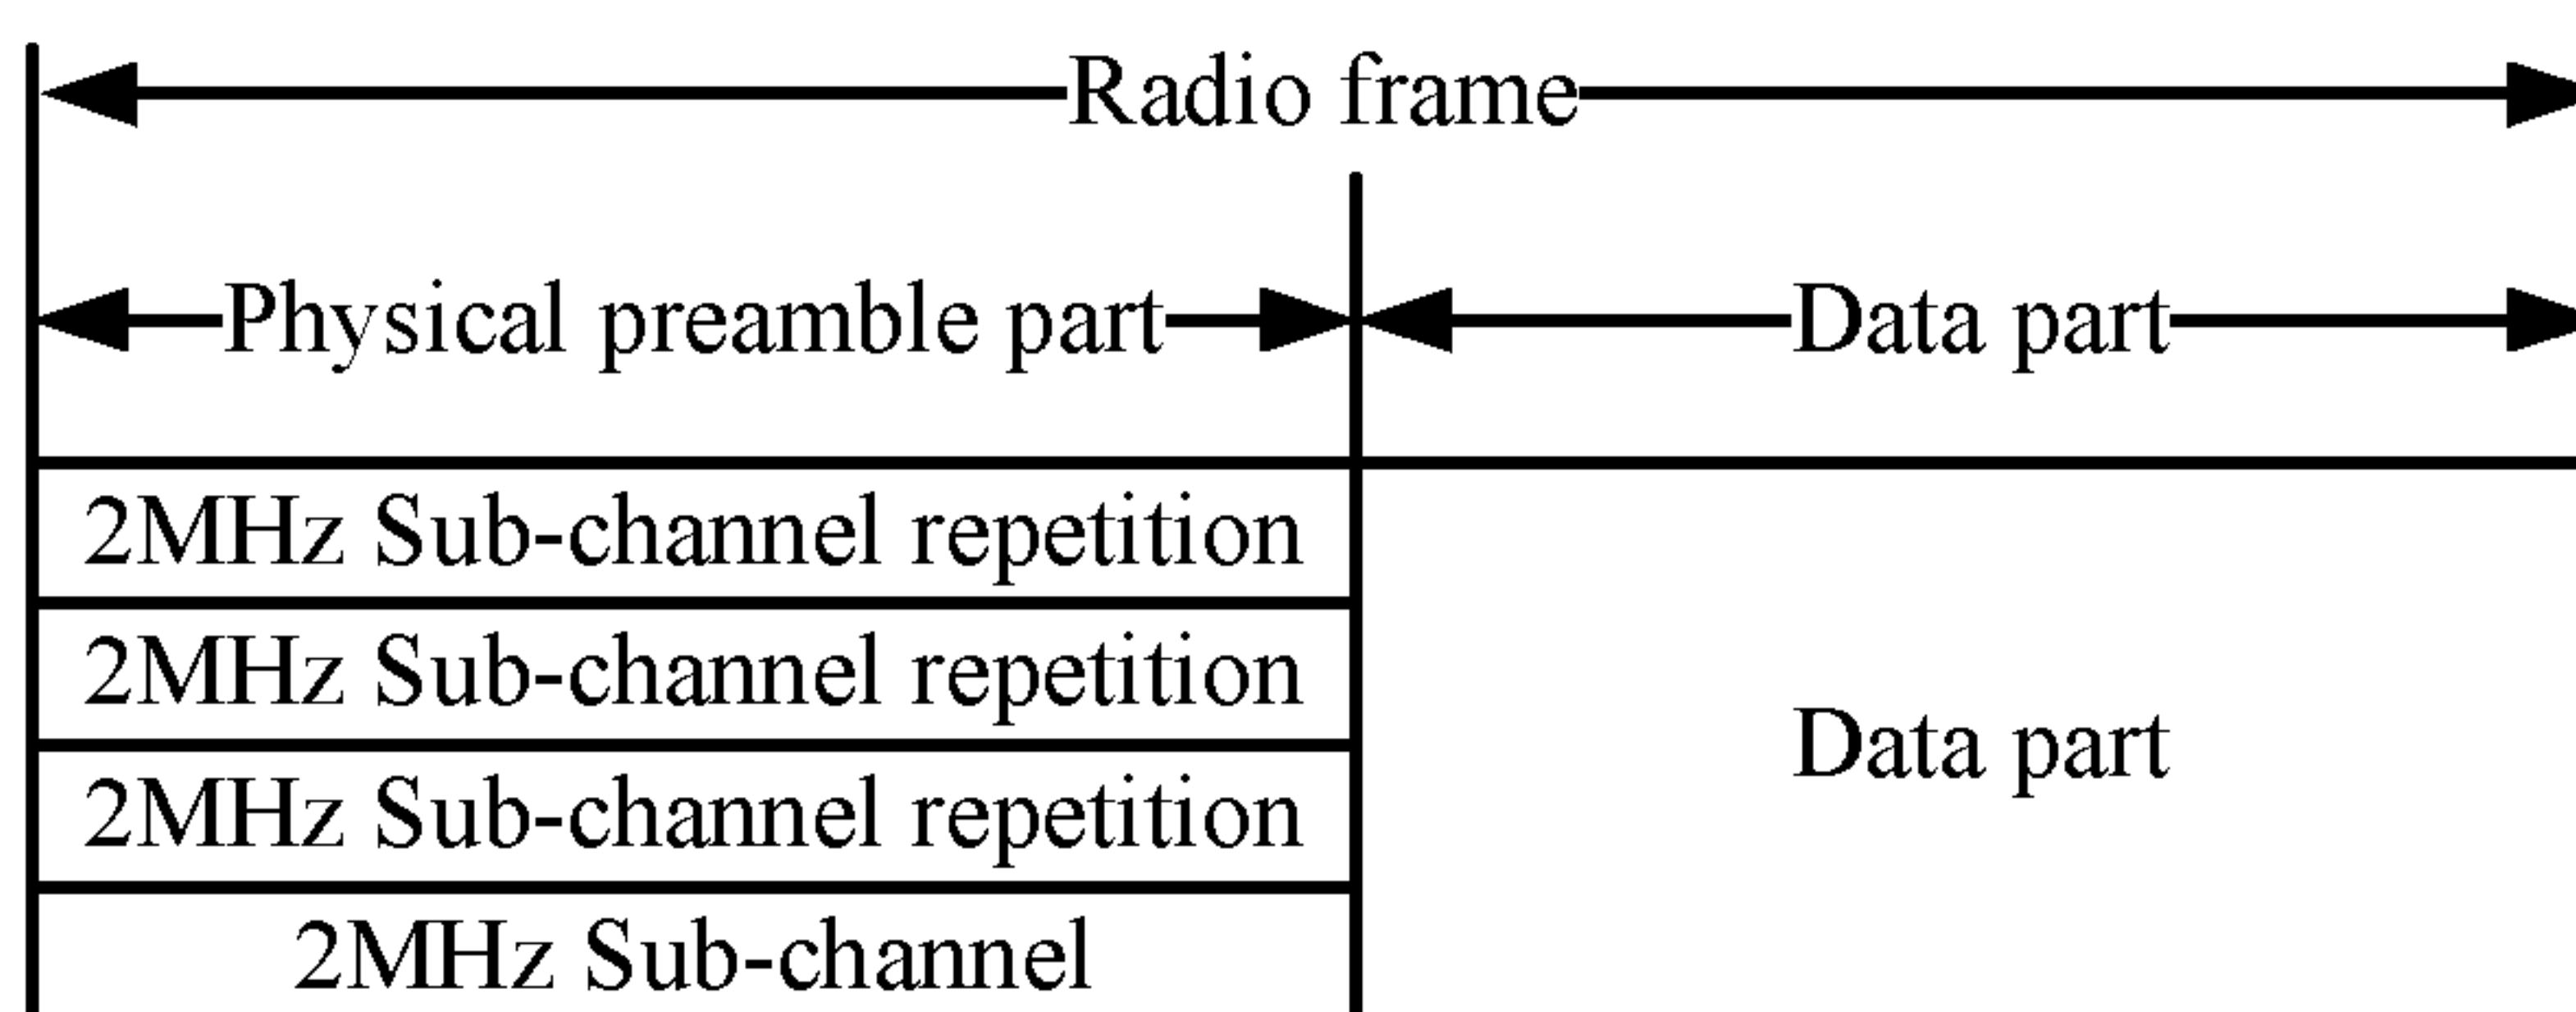 Radio frame
Physical preamble part
Data part
2MHz Sub-channel repetition
2MHz Sub-channel repetition
2MHz Sub-channel repetition
Data part
2MHz Sub-channel